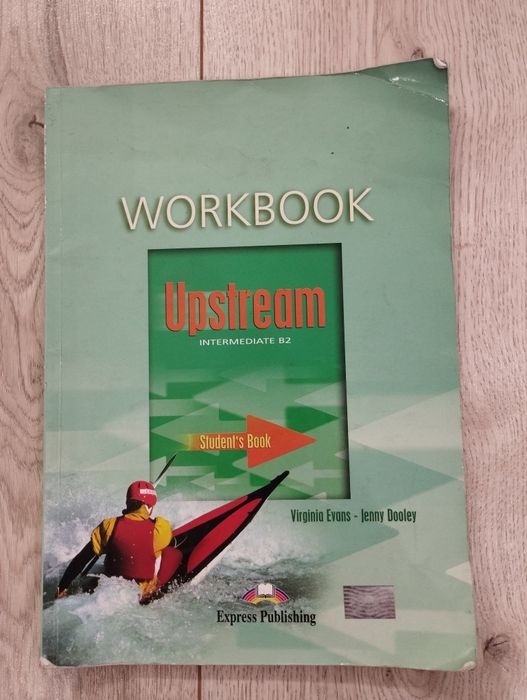 WORKBOOK
Upstream
INTERMEDIATE B2
Student's Book
Virginia Evans - Jenny Dooley
Express Publishing